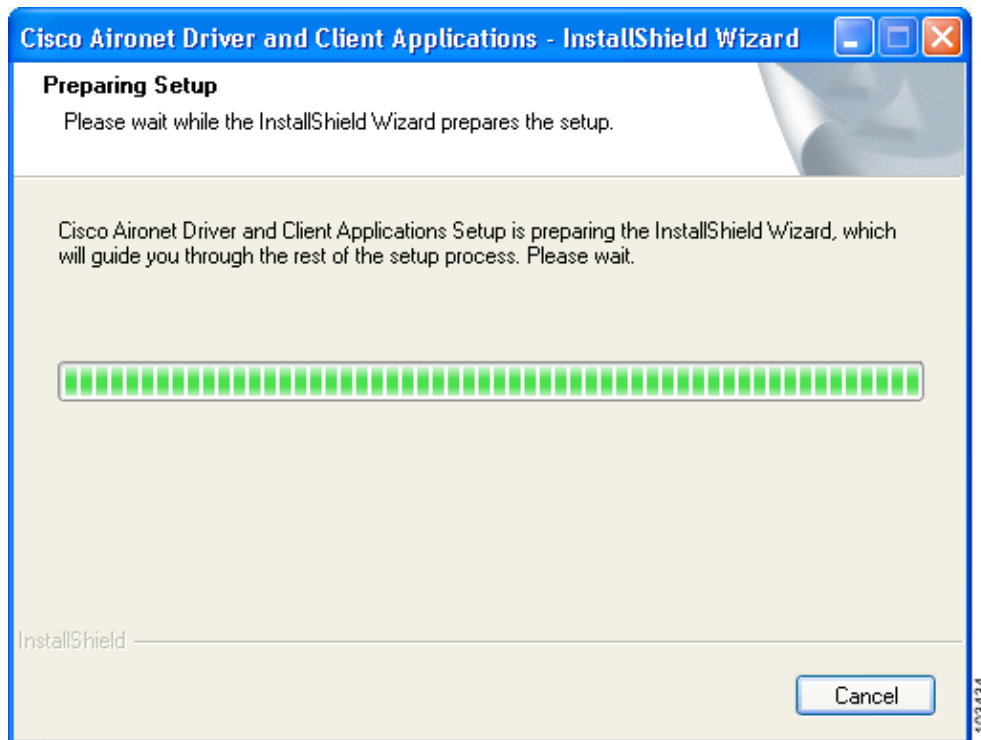 Cisco Aironet Driver and Client Applications - InstallShield Wizard
Preparing Setup
Please wait while the InstallShield Wizard prepares the setup.
Cisco Aironet Driver and Client Applications Setup is preparing the InstallShield Wizard, which
will guide you through the rest of the setup process. Please wait.
InstallShield
Cancel